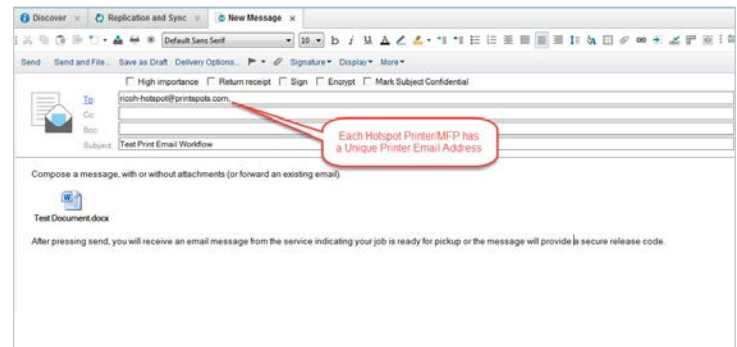 Discover × Replication and Sync × New Message ×
Default Sans Serif 10 b i U A
Send Send and File... Save as Draft Delivery Options... Signature Display More
High importance Return receipt Sign Encrypt Mark Subject Confidential
To: ricoh-hotspot@printspots.com,
Cc:
Bcc:
Subject: Test Print Email Workflow
Each Hotspot Printer/MFP has
a Unique Printer Email Address
Compose a message, with or without attachments (or forward an existing email)
Test Document.docx
After pressing send, you will receive an email message from the service indicating your job is ready for pickup or the message will provide a secure release code.